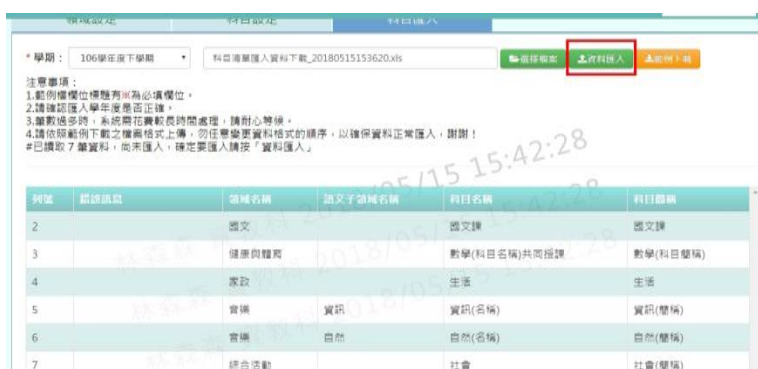 領域設定 科目設定 科目匯入
*學期： 106學年度下學期 科目清單匯入資料下載_20180515153620.xls 選擇檔案 資料匯入 範例下載
注意事項：
1.範例檔欄位標題有※為必填欄位。
2.請確認匯入學年度是否正確。
3.筆數過多時，系統需花費較長時間處理，請耐心等候。
4.請依照範例下載之檔案格式上傳，勿任意變更資料格式的順序，以確保資料正常匯入，謝謝！
#已讀取 7 筆資料，尚未匯入，確定要匯入請按「資料匯入」
列號 錯誤訊息 領域名稱 語文子領域名稱 科目名稱 科目簡稱
2 國文 國文課 國文課
3 健康與體育 數學(科目名稱)共同授課 數學(科目簡稱)
4 家政 生活 生活
5 音樂 資訊 資訊(名稱) 資訊(簡稱)
6 音樂 自然 自然(名稱) 自然(簡稱)
7 綜合活動 社會 社會(簡稱)
2018/05/15 15:42:28